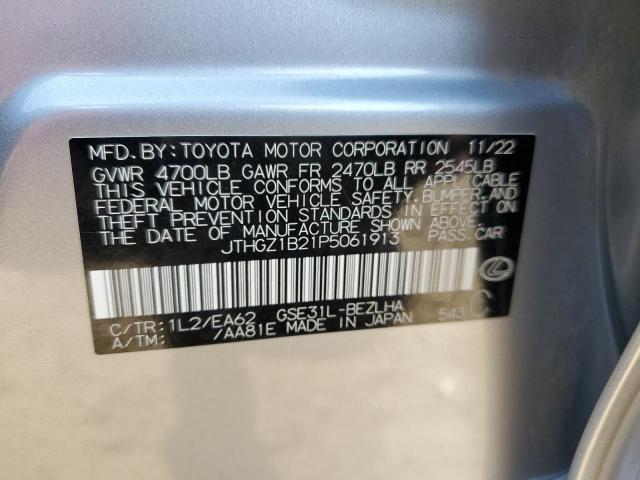 MFD.BY:TOYOTA MOTOR CORPORATION 11/22
GVWR 4700LB GAWR FR 2470LB RR 2545LB
THIS VEHICLE CONFORMS TO ALL APPLICABLE
FEDERAL MOTOR VEHICLE SAFETY,BUMPER,AND
THEFT PREVENTION STANDARDS IN EFFECT ON
THE DATE OF MANUFACTURE SHOWN ABOVE.
JTHGZ1B21P5061913 PASS.CAR
C/TR:1L2/EA62 GSE31L-BEZLHA C
A/TM: /AA81E MADE IN JAPAN 543